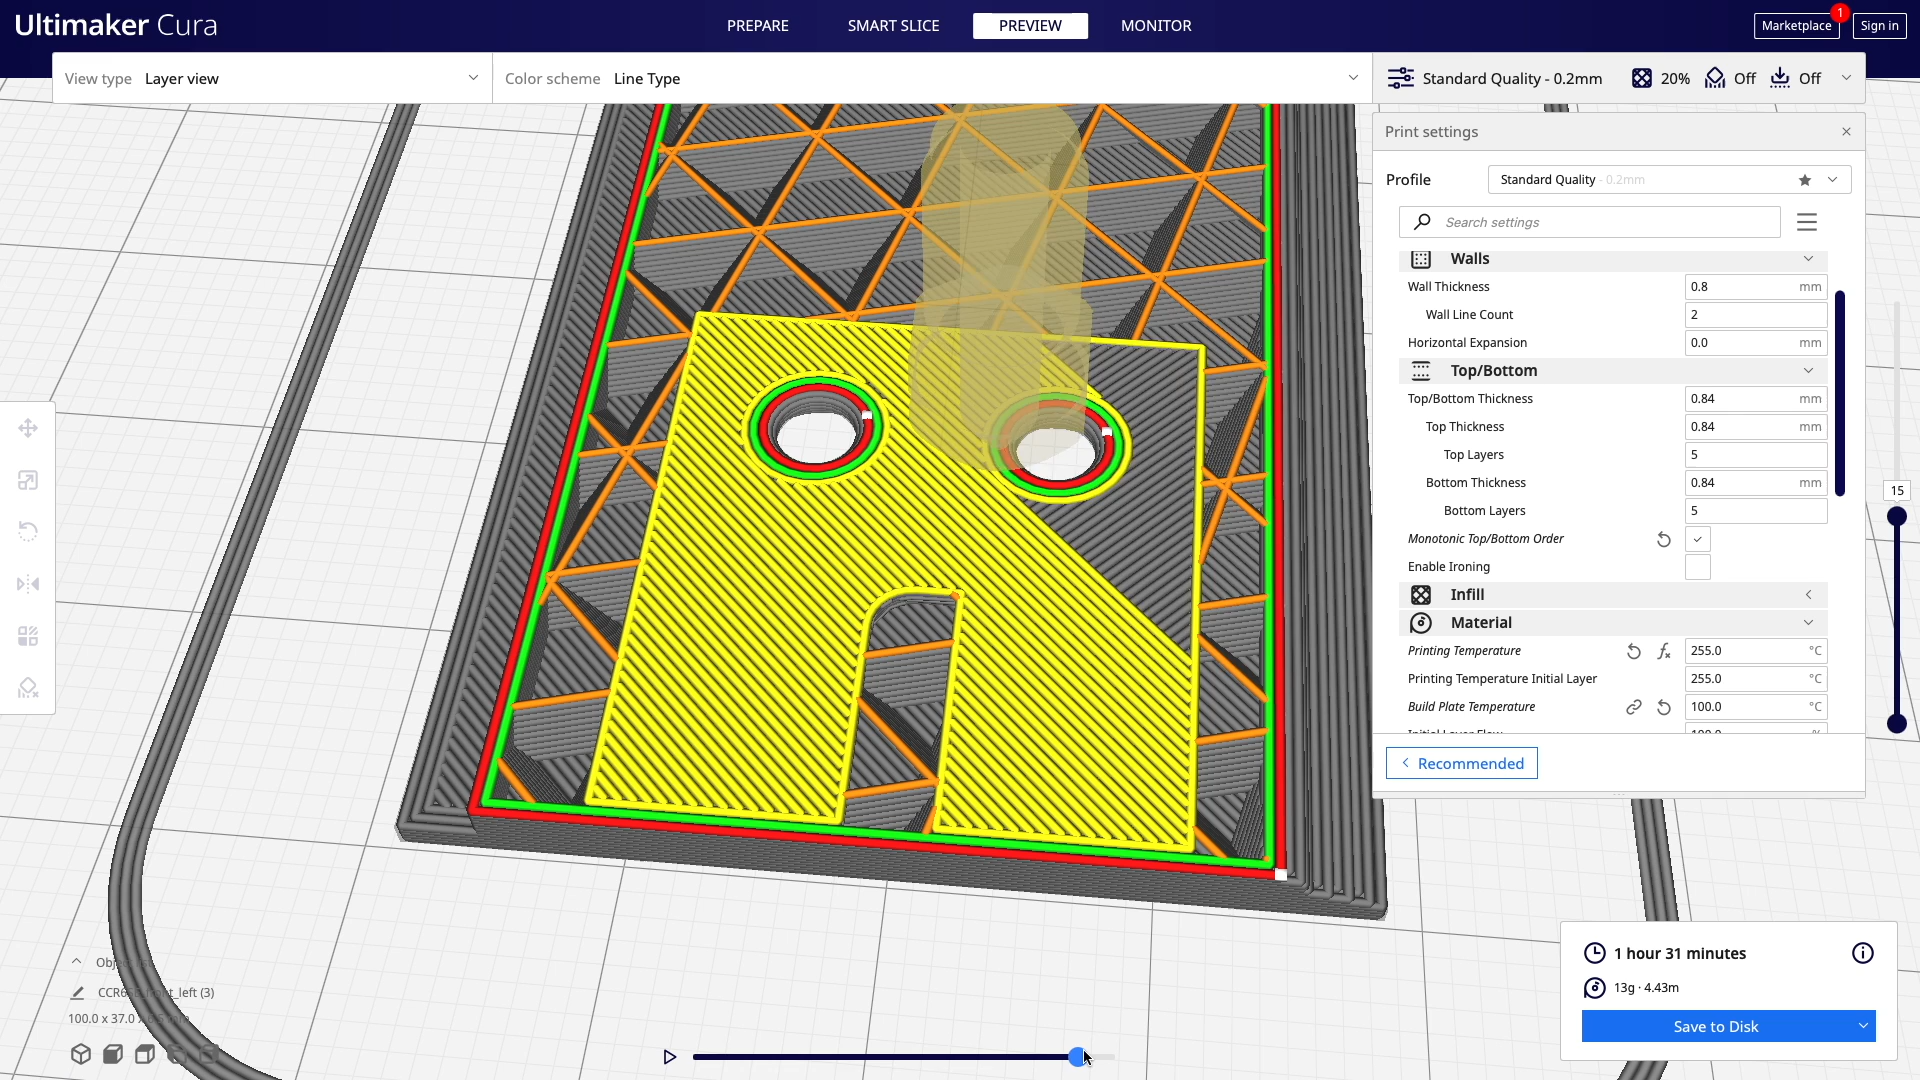 Ultimaker Cura
PREPARE
SMART SLICE
PREVIEW
MONITOR
Marketplace
1
Sign in
View type Layer view
Color scheme Line Type
Standard Quality - 0.2mm
20%
Off
Off
Print settings
Profile
Standard Quality - 0.2mm
Search settings
Walls
Wall Thickness 0.8 mm
Wall Line Count 2
Horizontal Expansion 0.0 mm
Top/Bottom
Top/Bottom Thickness 0.84 mm
Top Thickness 0.84 mm
Top Layers 5
Bottom Thickness 0.84 mm
Bottom Layers 5
Monotonic Top/Bottom Order
Enable Ironing
Infill
Material
Printing Temperature 255.0 °C
Printing Temperature Initial Layer 255.0 °C
Build Plate Temperature 100.0 °C
Recommended
15
1 hour 31 minutes
13g · 4.43m
Save to Disk
100.0 x 37.0